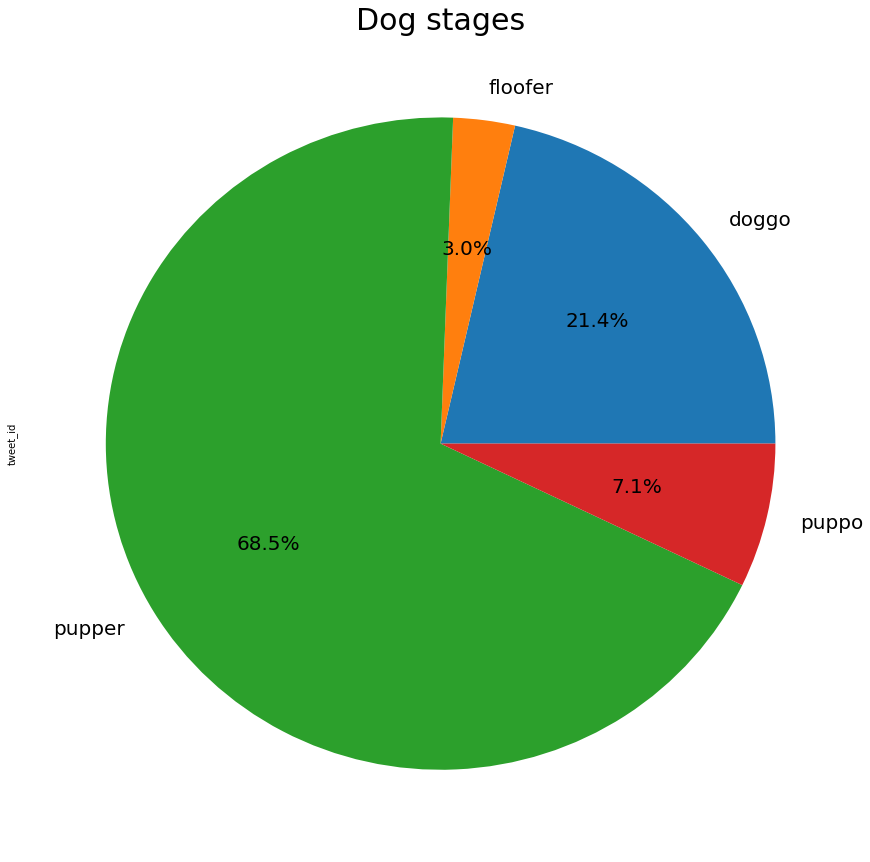 Dog stages
floofer
doggo
3.0%
21.4%
tweet_id
7.1%
puppo
68.5%
pupper